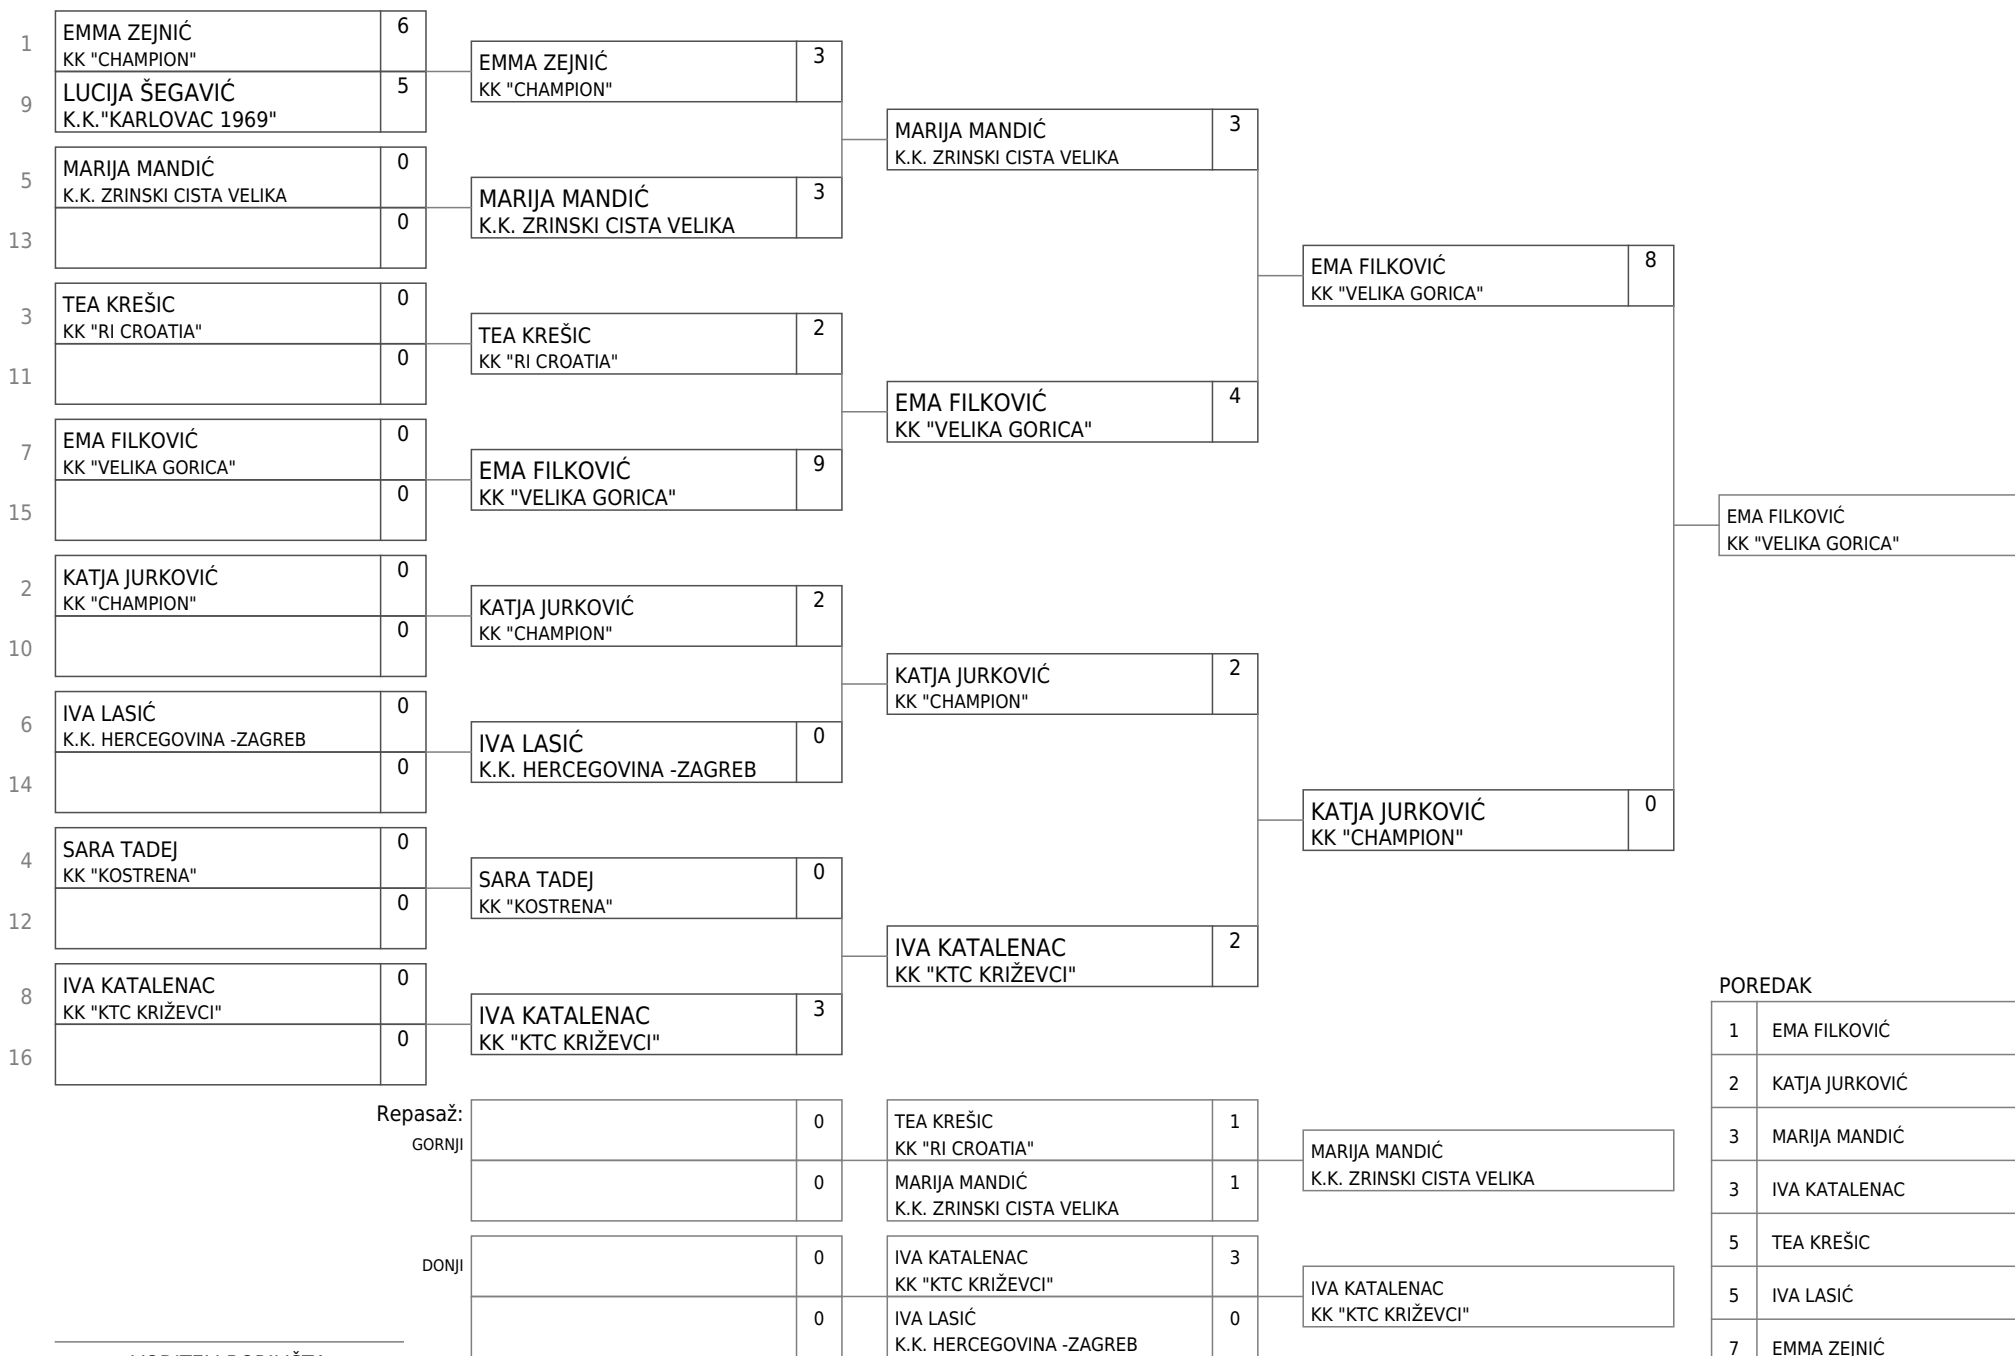 1
EMMA ZEJNIĆ
KK "CHAMPION"
6
9
LUCIJA ŠEGAVIĆ
K.K."KARLOVAC 1969"
5
5
MARIJA MANDIĆ
K.K. ZRINSKI CISTA VELIKA
0
13
0
3
TEA KREŠIC
KK "RI CROATIA"
0
11
0
7
EMA FILKOVIĆ
KK "VELIKA GORICA"
0
15
0
2
KATJA JURKOVIĆ
KK "CHAMPION"
0
10
0
6
IVA LASIĆ
K.K. HERCEGOVINA -ZAGREB
0
14
0
4
SARA TADEJ
KK "KOSTRENA"
0
12
0
8
IVA KATALENAC
KK "KTC KRIŽEVCI"
0
16
0
EMMA ZEJNIĆ
KK "CHAMPION"
3
MARIJA MANDIĆ
K.K. ZRINSKI CISTA VELIKA
3
TEA KREŠIC
KK "RI CROATIA"
2
EMA FILKOVIĆ
KK "VELIKA GORICA"
9
KATJA JURKOVIĆ
KK "CHAMPION"
2
IVA LASIĆ
K.K. HERCEGOVINA -ZAGREB
0
SARA TADEJ
KK "KOSTRENA"
0
IVA KATALENAC
KK "KTC KRIŽEVCI"
3
MARIJA MANDIĆ
K.K. ZRINSKI CISTA VELIKA
3
EMA FILKOVIĆ
KK "VELIKA GORICA"
4
KATJA JURKOVIĆ
KK "CHAMPION"
2
IVA KATALENAC
KK "KTC KRIŽEVCI"
2
EMA FILKOVIĆ
KK "VELIKA GORICA"
8
KATJA JURKOVIĆ
KK "CHAMPION"
0
EMA FILKOVIĆ
KK "VELIKA GORICA"
Repasaž:
GORNJI
0
0
TEA KREŠIC
KK "RI CROATIA"
1
MARIJA MANDIĆ
K.K. ZRINSKI CISTA VELIKA
1
MARIJA MANDIĆ
K.K. ZRINSKI CISTA VELIKA
DONJI
0
0
IVA KATALENAC
KK "KTC KRIŽEVCI"
3
IVA LASIĆ
K.K. HERCEGOVINA -ZAGREB
0
IVA KATALENAC
KK "KTC KRIŽEVCI"
POREDAK
1 EMA FILKOVIĆ
2 KATJA JURKOVIĆ
3 MARIJA MANDIĆ
3 IVA KATALENAC
5 TEA KREŠIC
5 IVA LASIĆ
7 EMMA ZEJNIĆ